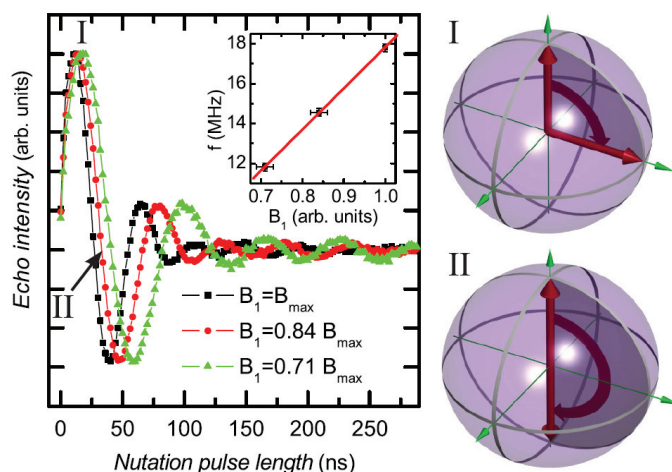 I
18
16
14
12
f (MHz)
0.7 0.8 0.9 1.0
B₁ (arb. units)
Echo intensity (arb. units)
II
B₁=Bmax
B₁=0.84 Bmax
B₁=0.71 Bmax
0 50 100 150 200 250
Nutation pulse length (ns)
I
II